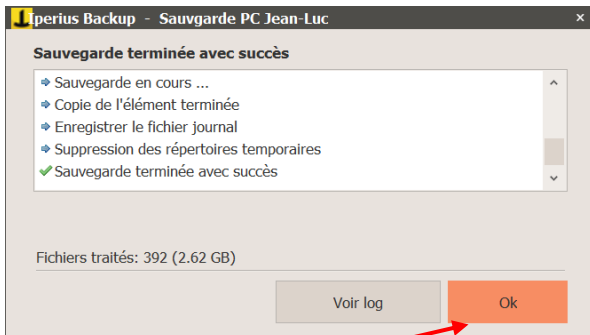 Iperius Backup - Sauvgarde PC Jean-Luc
Sauvegarde terminée avec succès
Sauvegarde en cours ...
Copie de l'élément terminée
Enregistrer le fichier journal
Suppression des répertoires temporaires
Sauvegarde terminée avec succès
Fichiers traités: 392 (2.62 GB)
Voir log
Ok